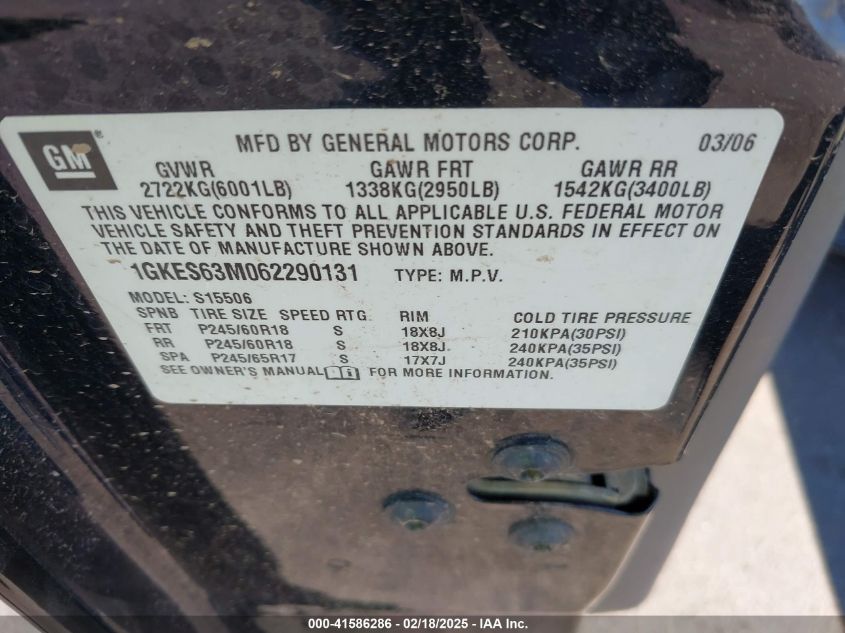 GM® MFD BY GENERAL MOTORS CORP. 03/06
GVWR GAWR FRT GAWR RR
2722KG(6001LB) 1338KG(2950LB) 1542KG(3400LB)
THIS VEHICLE CONFORMS TO ALL APPLICABLE U.S. FEDERAL MOTOR
VEHICLE SAFETY AND THEFT PREVENTION STANDARDS IN EFFECT ON
THE DATE OF MANUFACTURE SHOWN ABOVE.
1GKES63M062290131 TYPE: M.P.V.
MODEL: S15506
SPNB TIRE SIZE SPEED RTG. RIM COLD TIRE PRESSURE
FRT P245/60R18 S 18X8J 210KPA(30PSI)
RR P245/60R18 S 18X8J 240KPA(35PSI)
SPA P245/65R17 S 17X7J 240KPA(35PSI)
SEE OWNER'S MANUAL FOR MORE INFORMATION.
000-41586286 - 02/18/2025 - IAA Inc.